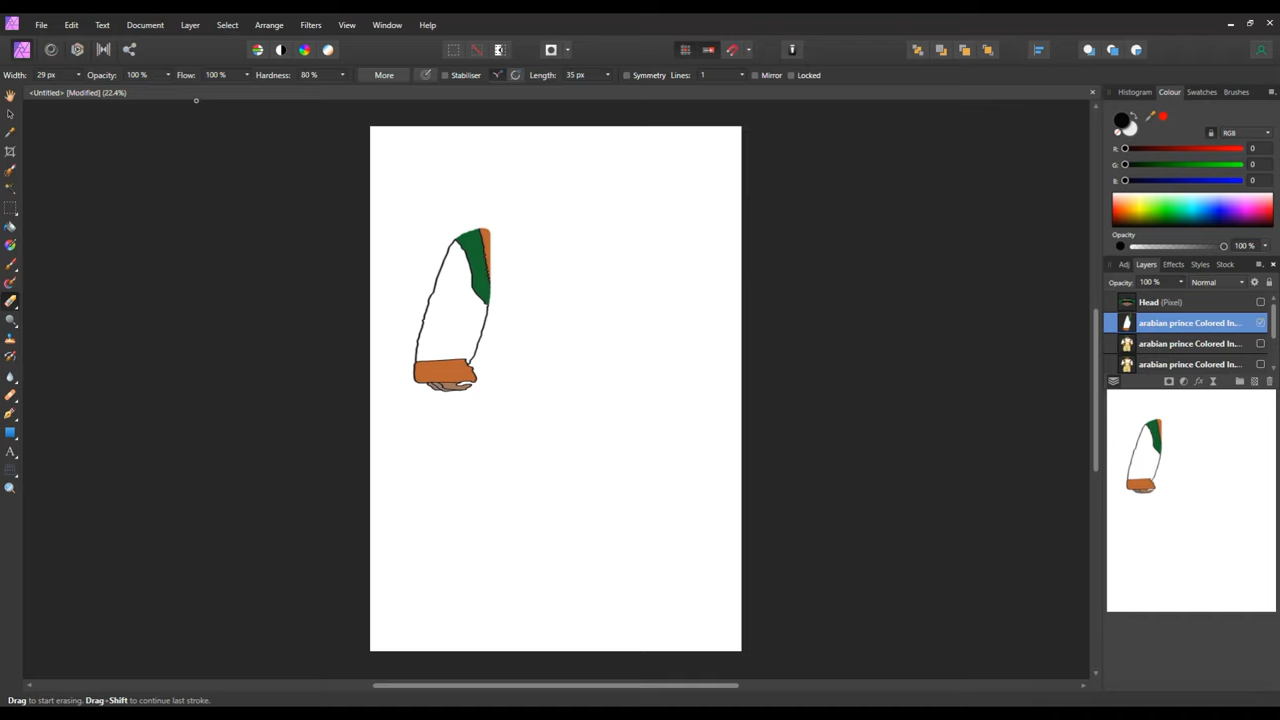 File Edit Text Document Layer Select Arrange Filters View Window Help
Width: 29 px Opacity: 100 % Flow: 100 % Hardness: 80 % More Stabiliser Length: 35 px Symmetry Lines: 1 Mirror Locked
<Untitled> [Modified] (22.4%)
Histogram Colour Swatches Brushes
RGB
R: 0
G: 0
B: 0
Opacity
100 %
Adj Layers Effects Styles Stock
Opacity: 100 % Normal
Head (Pixel)
arabian prince Colored In...
arabian prince Colored In...
arabian prince Colored In...
A
Drag to start erasing. Drag+Shift to continue last stroke.